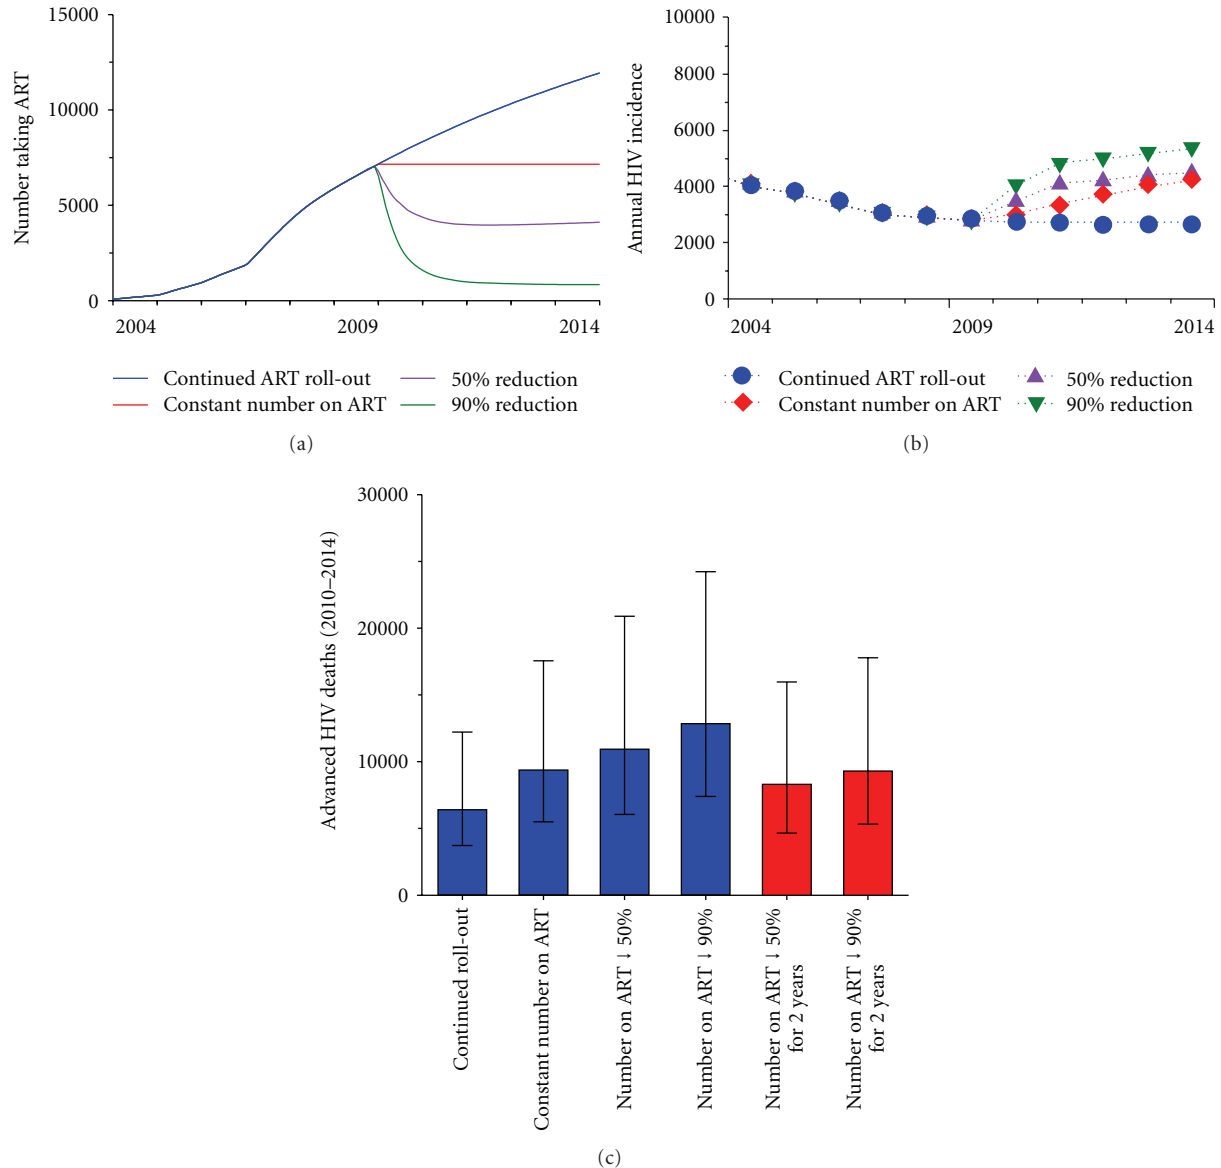 15000
10000
5000
0
Number taking ART
2004
2009
2014
Continued ART roll-out
Constant number on ART
50% reduction
90% reduction
(a)
10000
8000
6000
4000
2000
0
Annual HIV incidence
2004
2009
2014
Continued ART roll-out
Constant number on ART
50% reduction
90% reduction
(b)
30000
20000
10000
0
Advanced HIV deaths (2010–2014)
Continued roll-out
Constant number on ART
Number on ART ↓ 50%
Number on ART ↓ 90%
Number on ART ↓ 50%
for 2 years
Number on ART ↓ 90%
for 2 years
(c)